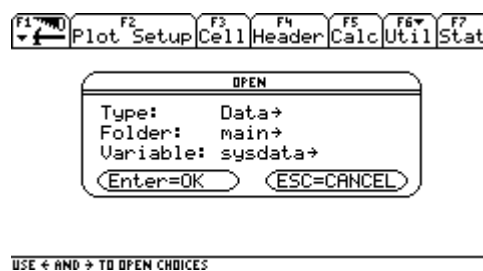 F1 F2 F3 F4 F5 F6▾ F7
Plot Setup Cell Header Calc Util Stat
OPEN
Type: Data→
Folder: main→
Variable: sysdata→
Enter=OK ESC=CANCEL
USE ← AND → TO OPEN CHOICES